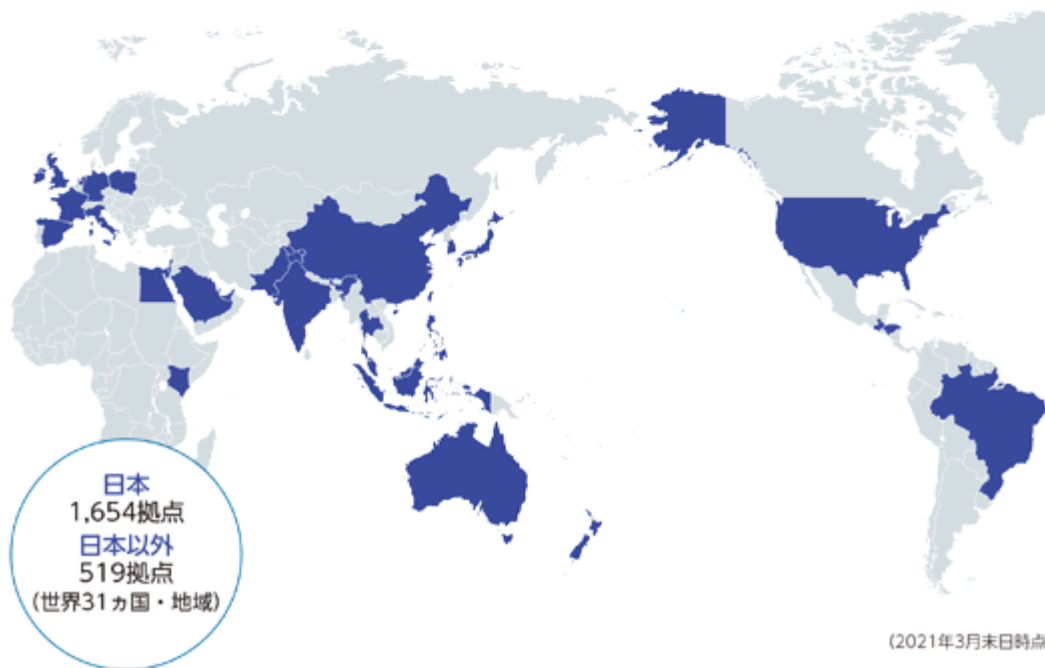 日本
1,654拠点
日本以外
519拠点
(世界31ヵ国・地域)
(2021年3月末日時点